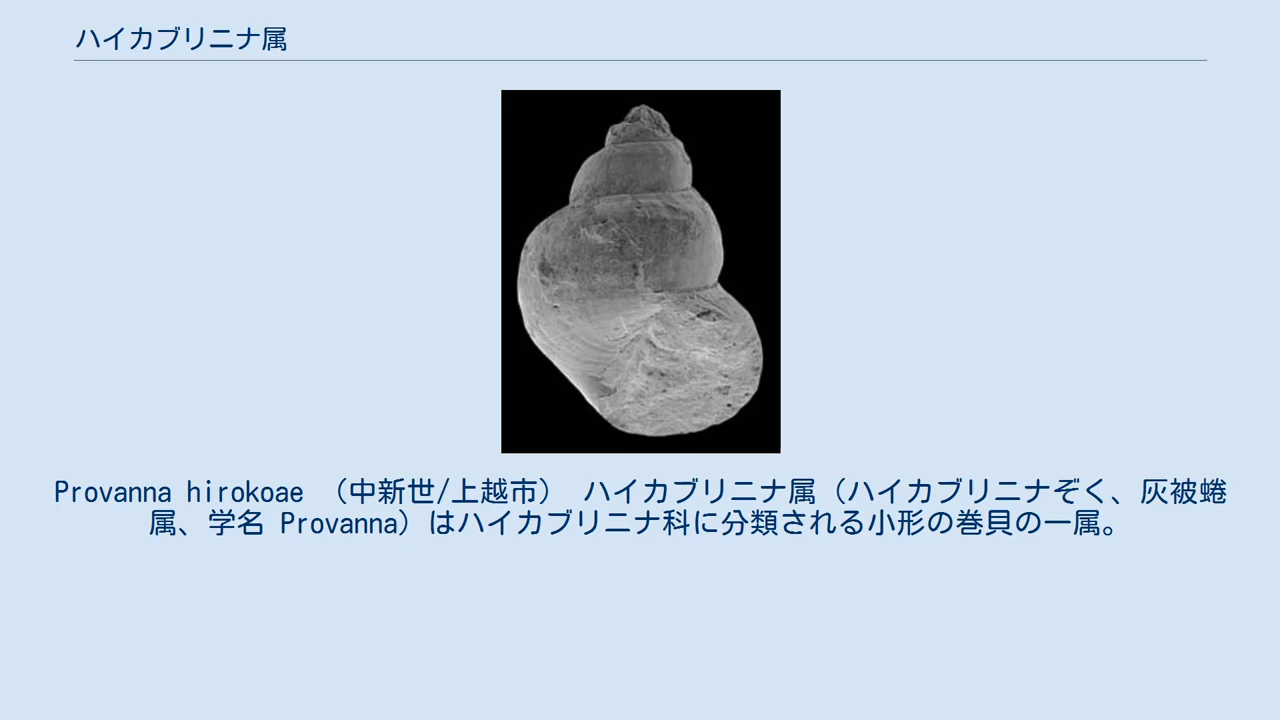 ハイカブリニナ属
Provanna hirokoae （中新世/上越市） ハイカブリニナ属（ハイカブリニナぞく、灰被蜷
属、学名 Provanna）はハイカブリニナ科に分類される小形の巻貝の一属。